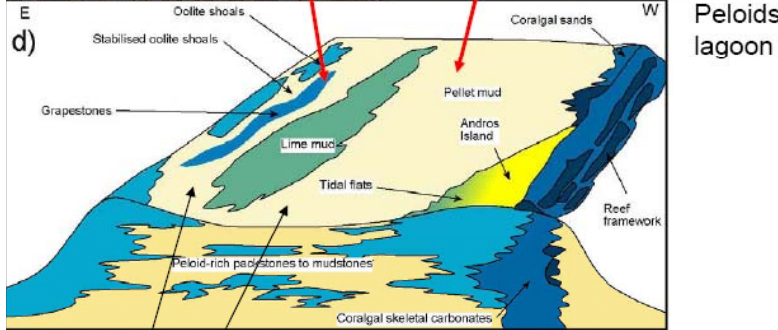 E
W
d)
Oolite shoals
Stabilised oolite shoals
Grapestones
Coralgal sands
Peloids
lagoon
Pellet mud
Andros
Island
Lime mud
Tidal flats
Reef
framework
Peloid-rich packstones to mudstones
Coralgal skeletal carbonates